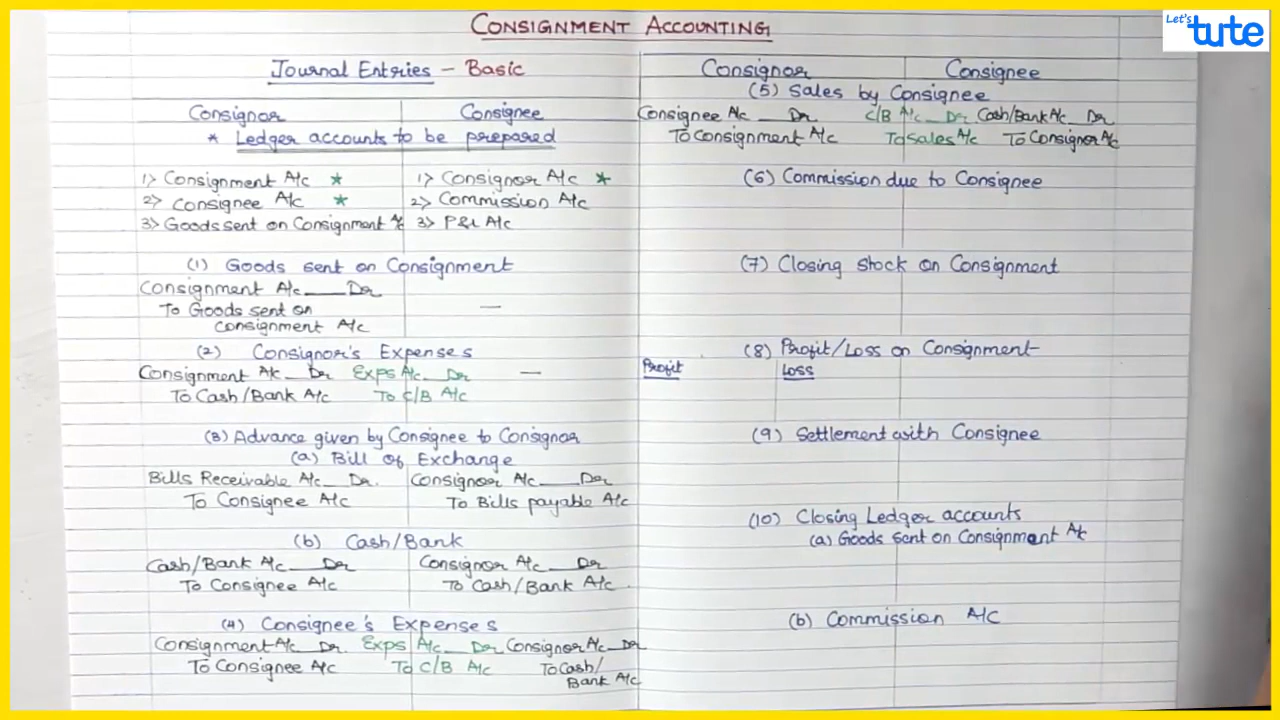 CONSIGNMENT ACCOUNTING
Let's tute
Journal Entries - Basic
Consignor Consignee
* Ledger accounts to be prepared
1> Consignment A/c * 1> Consignor A/c *
2> Consignee A/c * 2> Commission A/c
3> Goods sent on Consignment A/c 3> P&L A/c
(1) Goods sent on Consignment
Consignment A/c ___ Dr
To Goods sent on —
consignment A/c
(2) Consignor's Expenses
Consignment A/c _ Dr Exps A/c _ Dr —
To Cash/Bank A/c To C/B A/c
(3) Advance given by Consignee to Consignor
(a) Bill of Exchange
Bills Receivable A/c _ Dr. Consignor A/c ___ Dr
To Consignee A/c To Bills payable A/c
(b) Cash/Bank
Cash/Bank A/c __ Dr Consignor A/c __ Dr
To Consignee A/c To Cash/Bank A/c
(4) Consignee's Expenses
Consignment A/c _ Dr. Exps A/c _ Dr Consignor A/c _ Dr
To Consignee A/c To C/B A/c To Cash/
Bank A/c
Consignor Consignee
(5) Sales by Consignee
Consignee A/c ___ Dr C/B A/c _ Dr Cash/Bank A/c _ Dr
To Consignment A/c To Sales A/c To Consignor A/c
(6) Commission due to Consignee
(7) Closing stock on Consignment
(8) Profit/Loss on Consignment
Profit Loss
(9) Settlement with Consignee
(10) Closing Ledger accounts
(a) Goods sent on Consignment A/c
(b) Commission A/C